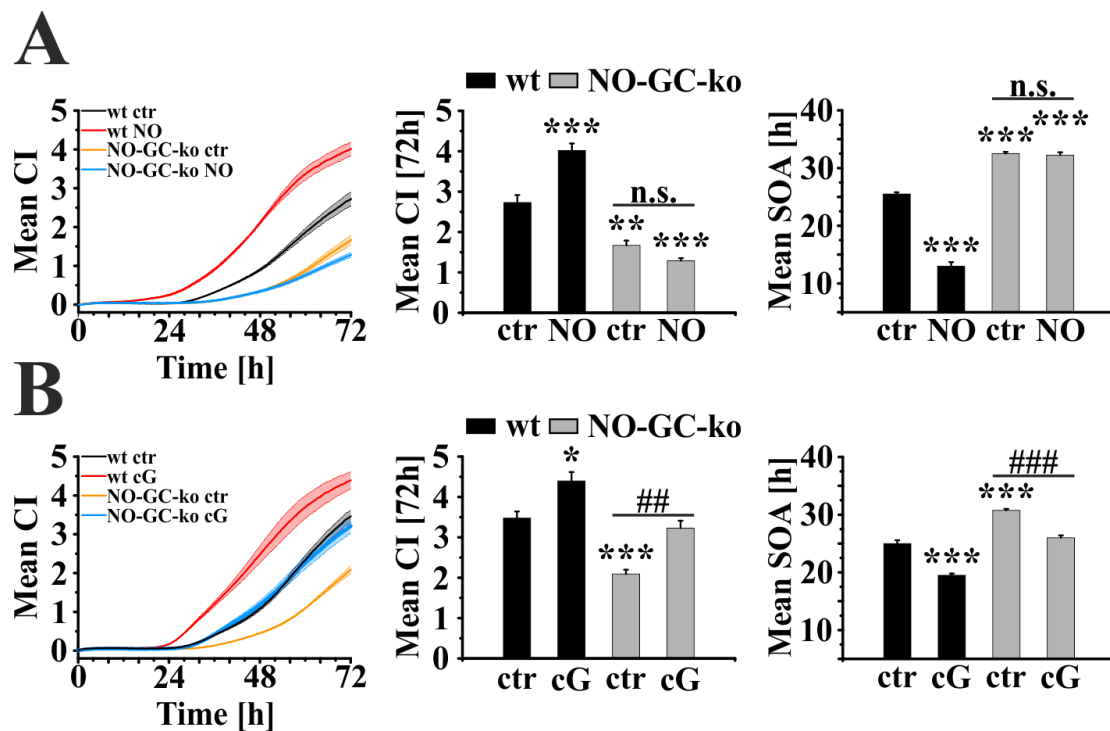 A
wt ctr
wt NO
NO-GC-ko ctr
NO-GC-ko NO
Mean CI
5
4
3
2
1
0
0 24 48 72
Time [h]
wt NO-GC-ko
Mean CI [72h]
5
4
3
2
1
0
***
n.s.
**
***
ctr NO ctr NO
Mean SOA [h]
40
30
20
10
n.s.
***
***
***
ctr NO ctr NO
B
wt ctr
wt cG
NO-GC-ko ctr
NO-GC-ko cG
Mean CI
5
4
3
2
1
0
0 24 48 72
Time [h]
wt NO-GC-ko
Mean CI [72h]
5
4
3
2
1
0
*
##
***
ctr cG ctr cG
Mean SOA [h]
40
30
20
10
###
***
***
ctr cG ctr cG